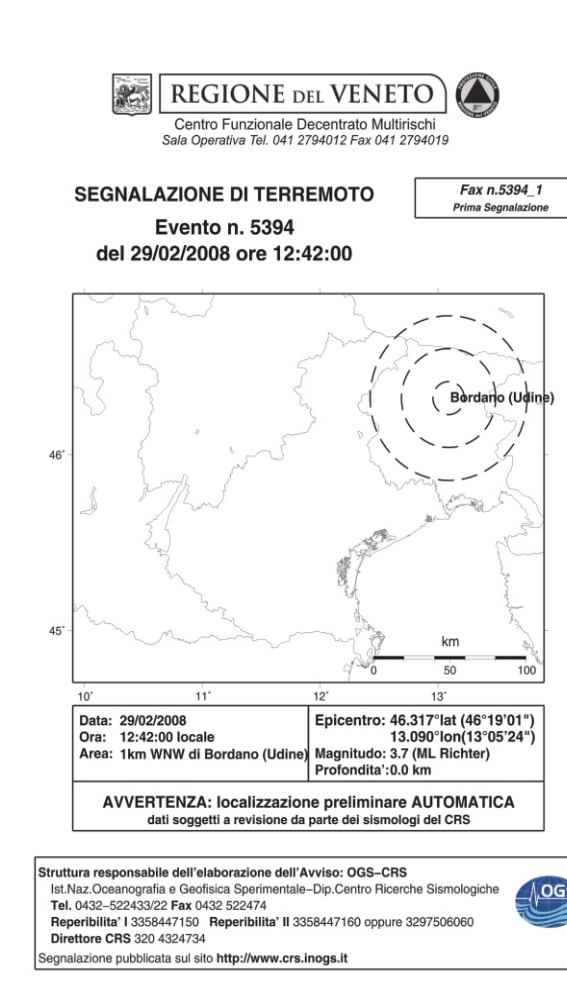 REGIONE DEL VENETO
Centro Funzionale Decentrato Multirischi
Sala Operativa Tel. 041 2794012 Fax 041 2794019
SEGNALAZIONE DI TERREMOTO
Fax n.5394_1
Prima Segnalazione
Evento n. 5394
del 29/02/2008 ore 12:42:00
Bordano (Udine)
46˚
45˚
km
0 50 100
10˚ 11˚ 12˚ 13˚
Data: 29/02/2008
Ora: 12:42:00 locale
Area: 1km WNW di Bordano (Udine)
Epicentro: 46.317°lat (46°19'01")
13.090°lon(13°05'24")
Magnitudo: 3.7 (ML Richter)
Profondita':0.0 km
AVVERTENZA: localizzazione preliminare AUTOMATICA
dati soggetti a revisione da parte dei sismologi del CRS
Struttura responsabile dell'elaborazione dell'Avviso: OGS–CRS
Ist.Naz.Oceanografia e Geofisica Sperimentale–Dip.Centro Ricerche Sismologiche
Tel. 0432–522433/22 Fax 0432 522474
Reperibilita' I 3358447150 Reperibilita' II 3358447160 oppure 3297506060
Direttore CRS 320 4324734
Segnalazione pubblicata sul sito http://www.crs.inogs.it
OG